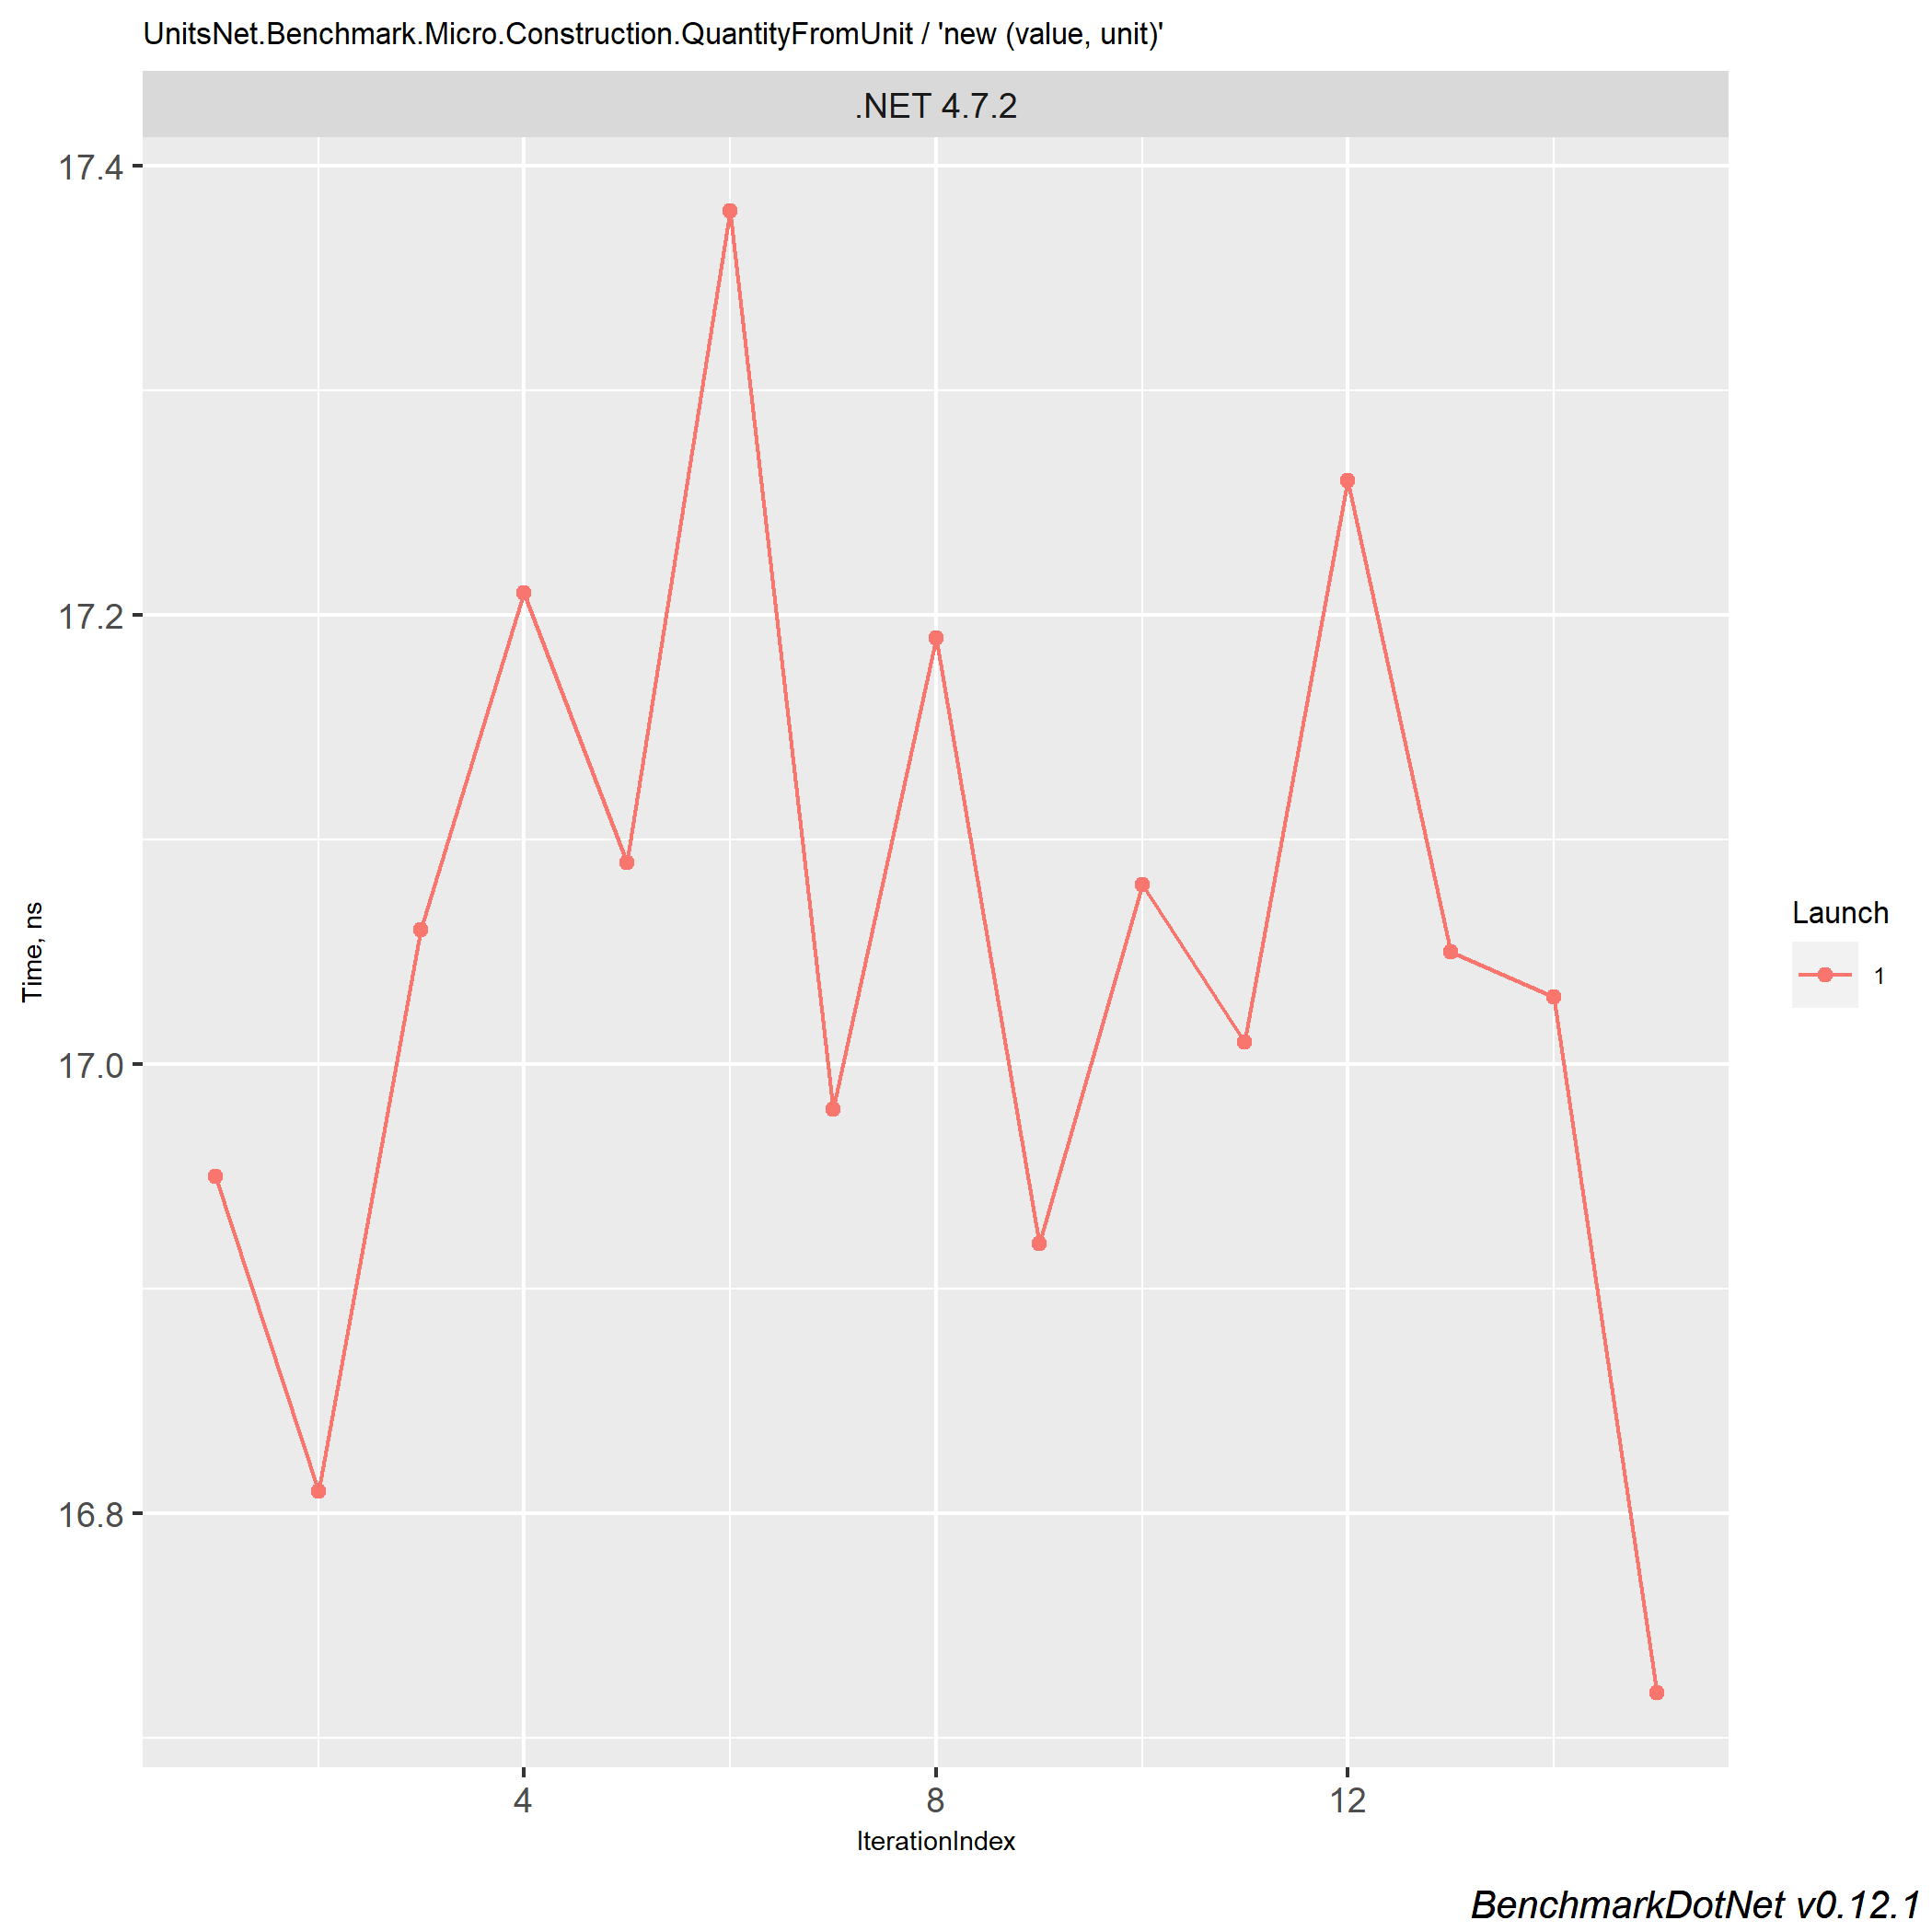 UnitsNet.Benchmark.Micro.Construction.QuantityFromUnit / 'new (value, unit)'
.NET 4.7.2
17.4
17.2
17.0
16.8
Time, ns
4
8
12
IterationIndex
Launch
1
BenchmarkDotNet v0.12.1